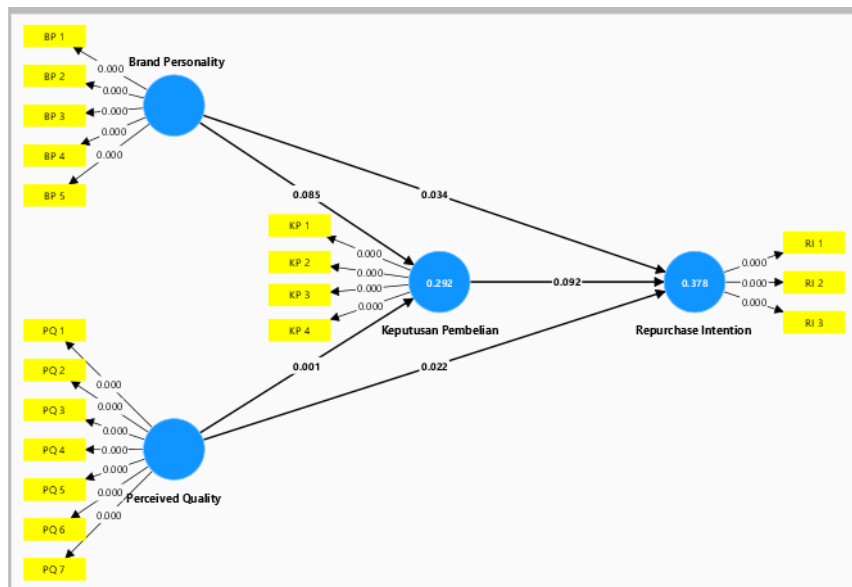 BP 1
BP 2
BP 3
BP 4
BP 5
0.000
0.000
0.000
0.000
0.000
Brand Personality
0.085
0.034
KP 1
KP 2
KP 3
KP 4
0.000
0.000
0.000
0.000
0.292
Keputusan Pembelian
0.092
0.378
Repurchase Intention
0.000
0.000
0.000
RI 1
RI 2
RI 3
0.001
0.022
PQ 1
PQ 2
PQ 3
PQ 4
PQ 5
PQ 6
PQ 7
0.000
0.000
0.000
0.000
0.000
0.000
0.000
Perceived Quality